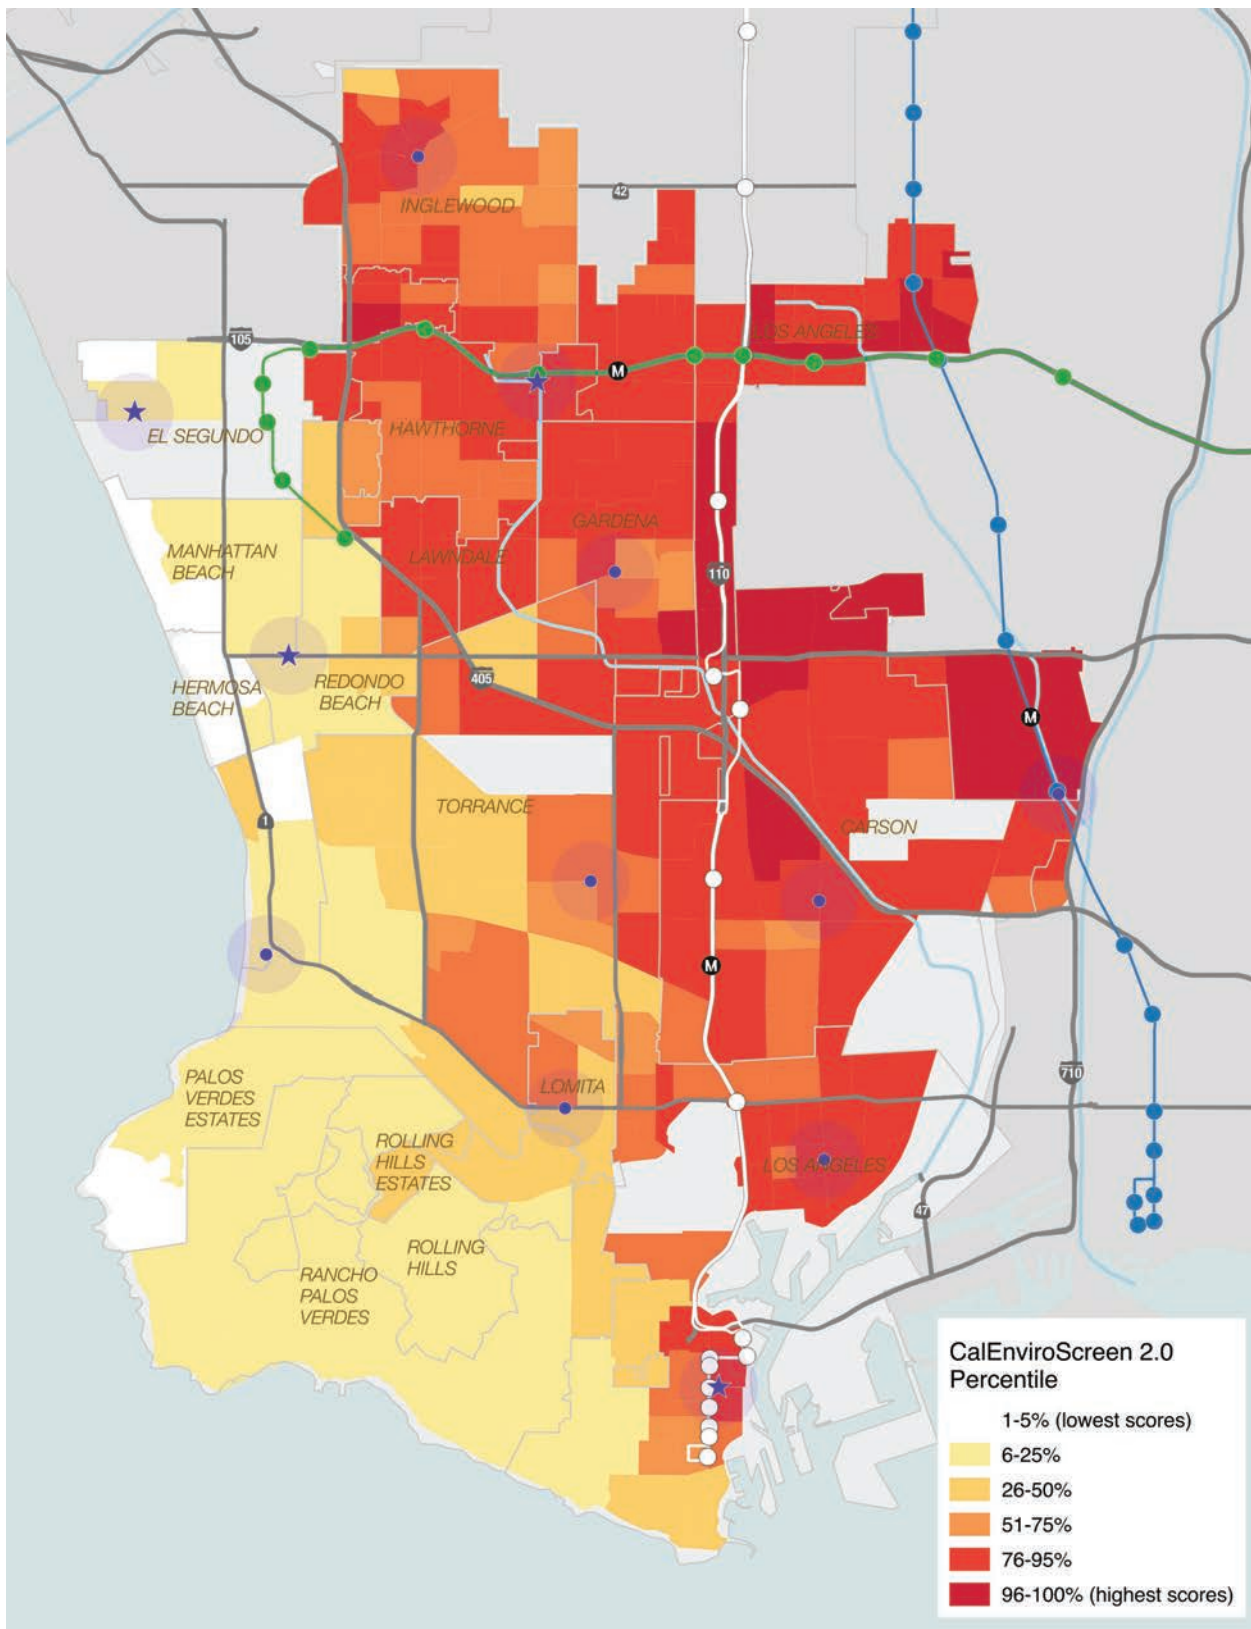 INGLEWOOD
42
105
LOS ANGELES
M
EL SEGUNDO
HAWTHORNE
GARDENA
MANHATTAN
BEACH
LAWNDALE
110
HERMOSA
BEACH
REDONDO
BEACH
405
M
TORRANCE
1
CARSON
M
PALOS
VERDES
ESTATES
LOMITA
710
ROLLING
HILLS
ESTATES
LOS ANGELES
47
ROLLING
HILLS
RANCHO
PALOS
VERDES
CalEnviroScreen 2.0
Percentile
1-5% (lowest scores)
6-25%
26-50%
51-75%
76-95%
96-100% (highest scores)